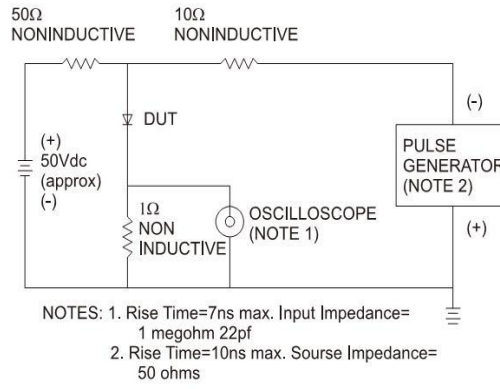 50Ω
NONINDUCTIVE
10Ω
NONINDUCTIVE
(+)
50Vdc
(approx)
(-)
DUT
1Ω
NON
INDUCTIVE
OSCILLOSCOPE
(NOTE 1)
(-)
PULSE
GENERATOR
(NOTE 2)
(+)
NOTES: 1. Rise Time=7ns max. Input Impedance=
1 megohm 22pf
2. Rise Time=10ns max. Sourse Impedance=
50 ohms